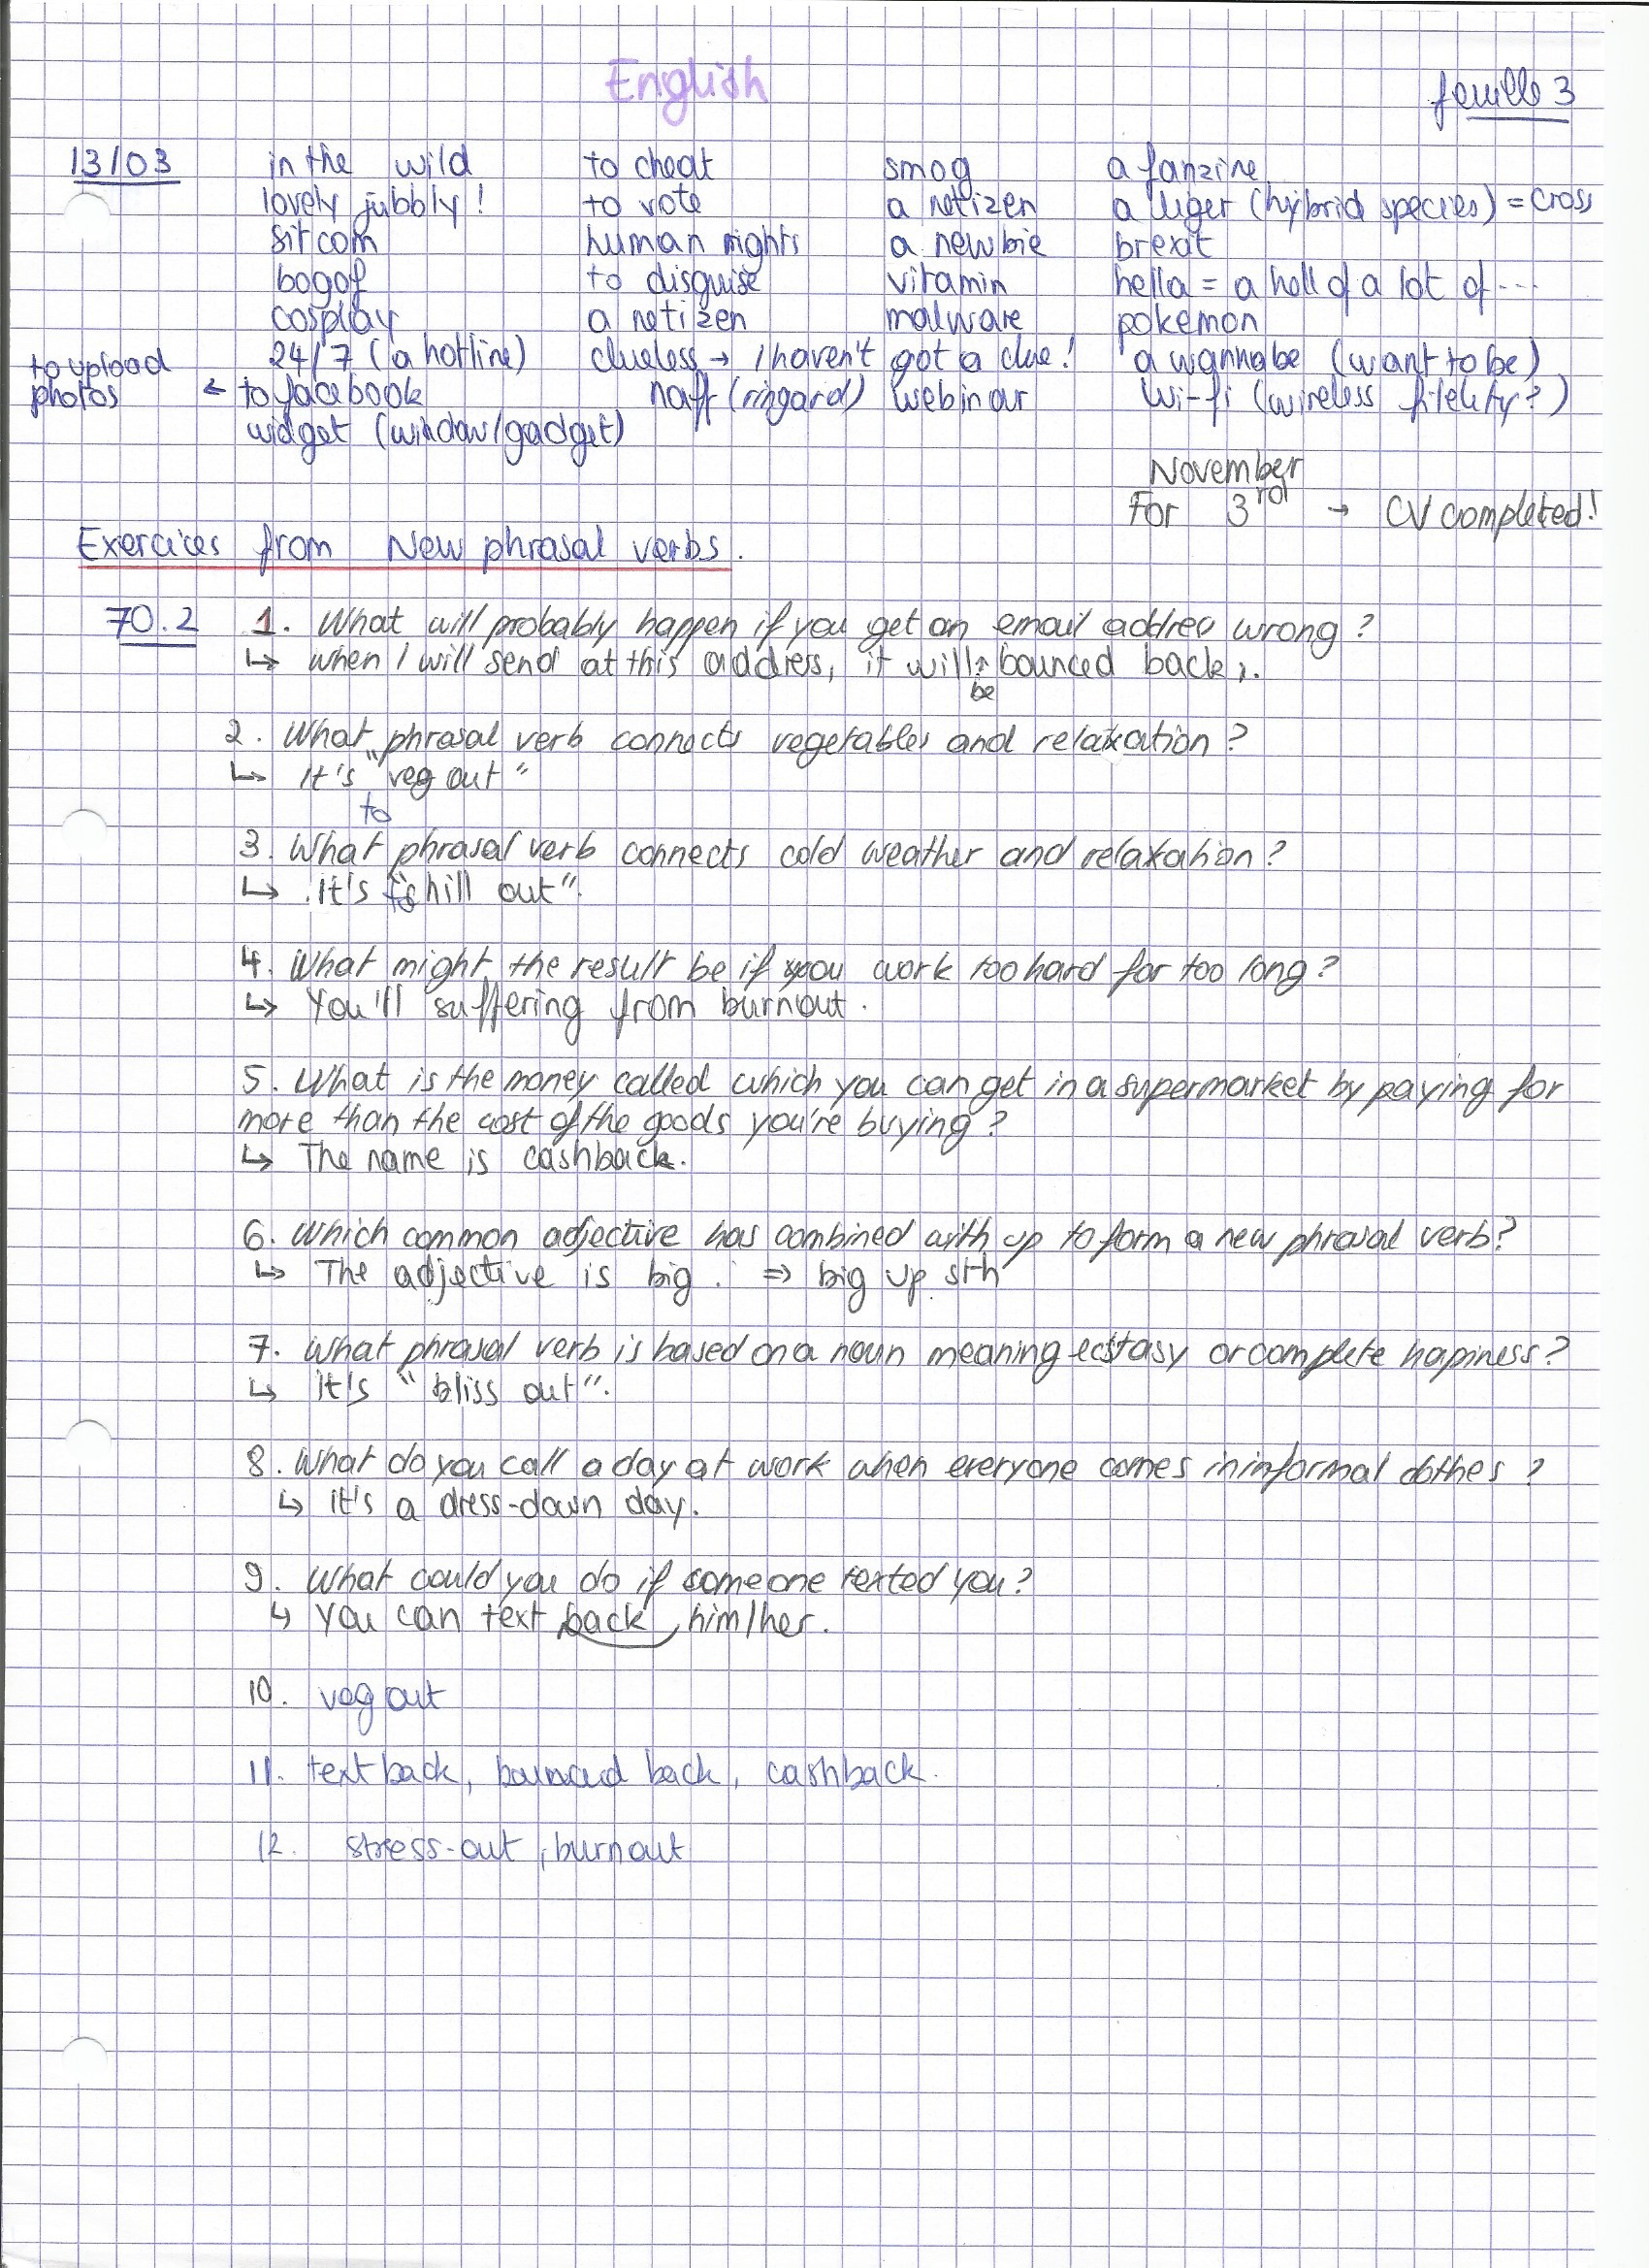 English
feuille 3
13/03 in the wild to cheat smog a fanzine
lovely jubbly! to vote a netizen a liger (hybrid species) = cross
sitcom human rights a newbie brexit
bogof to disguise vitamin hella = a hell of a lot of ...
cosplay a netizen malware pokemon
24/7 (a hotline) clueless → I haven't got a clue! a wannabe (want to be)
to upload photos ← to facebook naff (ringard) webinar Wi-fi (wireless fidelity?)
widget (window/gadget)
November
For 3rd → CV completed!
Exercices from New phrasal verbs.
70.2 1. What will probably happen if you get an email address wrong?
↳ when I will send at this address, it will be bounced back.
2. What phrasal verb connects vegetables and relaxation?
↳ It's "veg out"
to
3. What phrasal verb connects cold weather and relaxation?
↳ It's "chill out".
4. What might the result be if you work too hard for too long?
↳ You'll suffering from burnout.
5. What is the money called which you can get in a supermarket by paying for
more than the cost of the goods you're buying?
↳ The name is cashback.
6. Which common adjective has combined with up to form a new phrasal verb?
↳ The adjective is big. ⇒ big up sth
7. What phrasal verb is based on a noun meaning ecstasy or complete hapiness?
↳ It's "bliss out".
8. What do you call a day at work when everyone comes in informal clothes?
↳ It's a dress-down day.
9. What could you do if someone texted you?
↳ You can text back him/her.
10. veg out
11. text back, bounced back, cashback.
12. stress-out, burnout